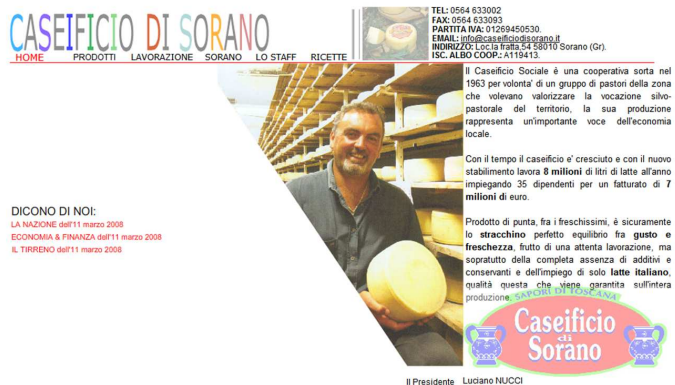 CASEIFICIO DI SORANO
HOME PRODOTTI LAVORAZIONE SORANO LO STAFF RICETTE
TEL: 0564 633002
FAX: 0564 633093
PARTITA IVA: 01269450530.
EMAIL: info@caseificiodisorano.it
INDIRIZZO: Loc.la fratta,54 58010 Sorano (Gr).
ISC. ALBO COOP.: A119413.
Il Caseificio Sociale è una cooperativa sorta nel
1963 per volonta' di un gruppo di pastori della zona
che volevano valorizzare la vocazione silvo-
pastorale del territorio, la sua produzione
rappresenta un'importante voce dell'economia
locale.
Con il tempo il caseificio e' cresciuto e con il nuovo
stabilimento lavora 8 milioni di litri di latte all'anno
impiegando 35 dipendenti per un fatturato di 7
milioni di euro.
Prodotto di punta, fra i freschissimi, è sicuramente
lo stracchino perfetto equilibrio fra gusto e
freschezza, frutto di una attenta lavorazione, ma
sopratutto della completa assenza di additivi e
conservanti e dell'impiego di solo latte italiano,
qualità questa che viene garantita sull'intera
produzione.
DICONO DI NOI:
LA NAZIONE dell'11 marzo 2008
ECONOMIA & FINANZA dell'11 marzo 2008
IL TIRRENO dell'11 marzo 2008
SAPORI DI TOSCANA
Caseificio
di
Sorano
Il Presidente Luciano NUCCI